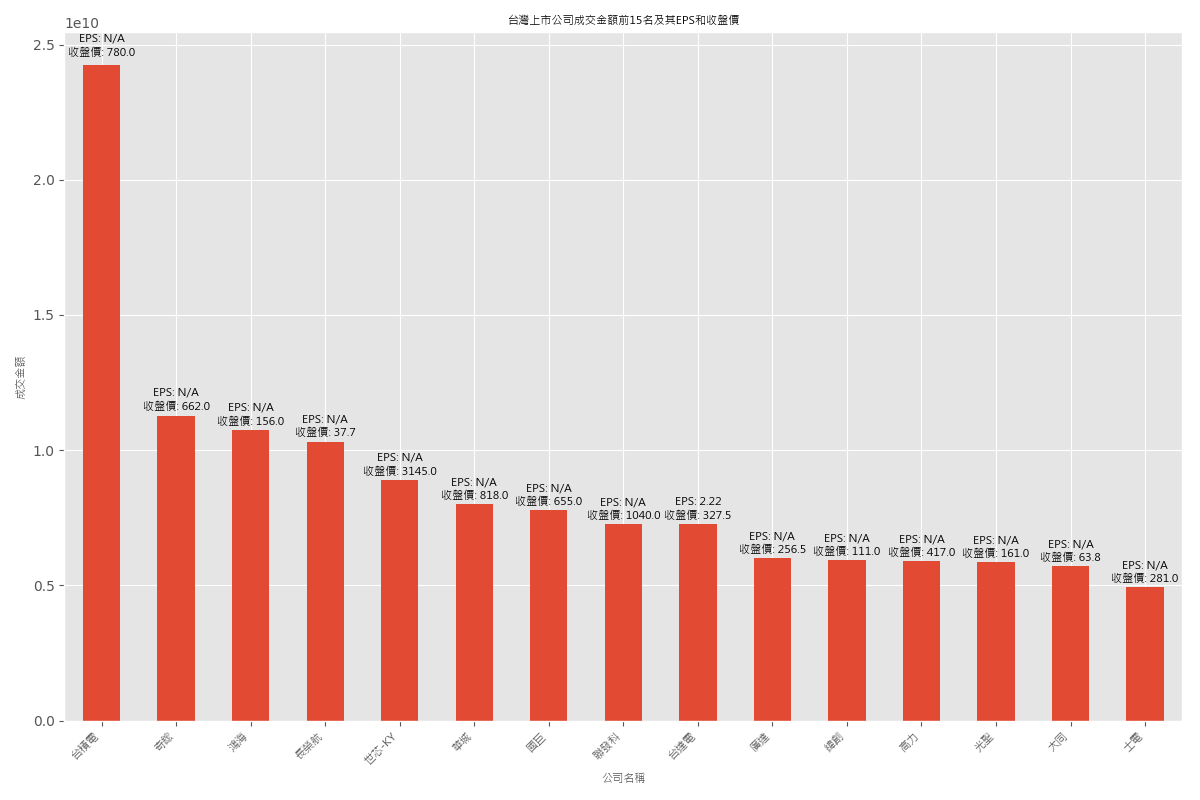 台灣上市公司成交金額前15名及其EPS和收盤價
1e10
2.5
2.0
1.5
1.0
0.5
0.0
成交金額
EPS: N/A
收盤價: 780.0
EPS: N/A
收盤價: 662.0
EPS: N/A
收盤價: 156.0
EPS: N/A
收盤價: 37.7
EPS: N/A
收盤價: 3145.0
EPS: N/A
收盤價: 818.0
EPS: N/A
收盤價: 655.0
EPS: N/A
收盤價: 1040.0
EPS: 2.22
收盤價: 327.5
EPS: N/A
收盤價: 256.5
EPS: N/A
收盤價: 111.0
EPS: N/A
收盤價: 417.0
EPS: N/A
收盤價: 161.0
EPS: N/A
收盤價: 63.8
EPS: N/A
收盤價: 281.0
台積電
奇鋐
鴻海
長榮航
世芯-KY
華城
國巨
聯發科
台達電
廣達
緯創
高力
光聖
大同
士電
公司名稱